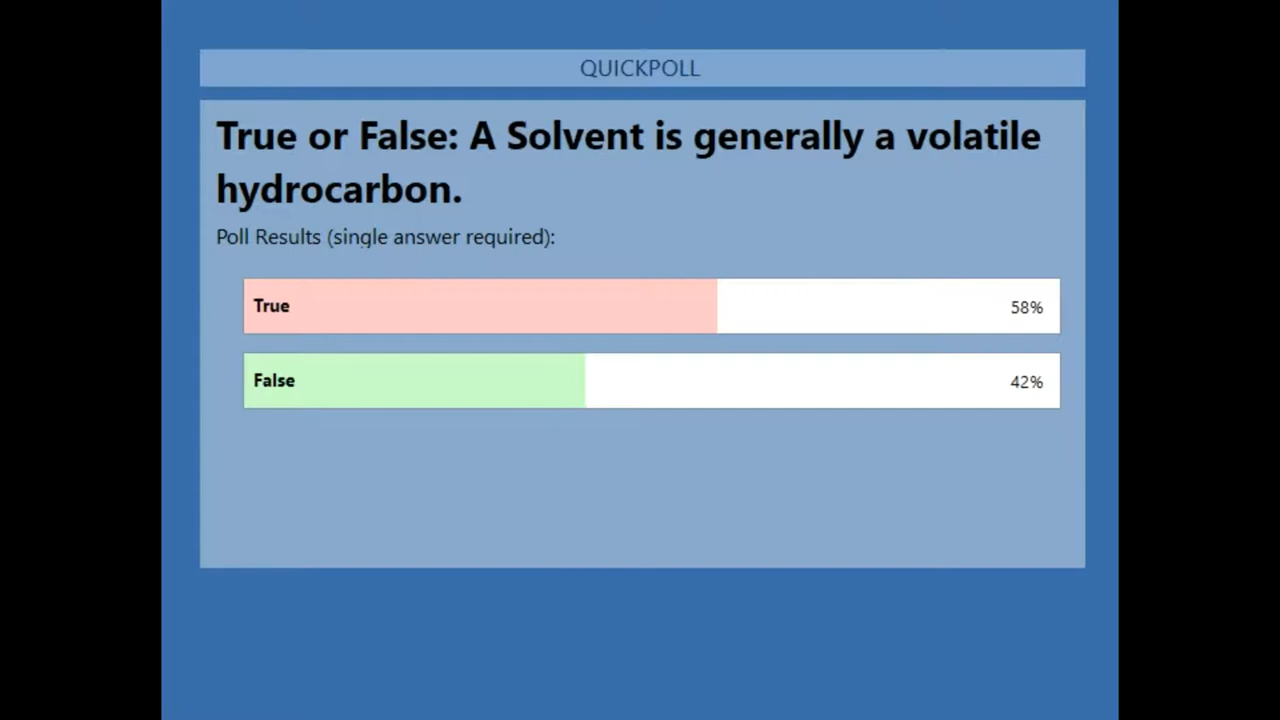 QUICKPOLL
True or False: A Solvent is generally a volatile
hydrocarbon.
Poll Results (single answer required):
True 58%
False 42%